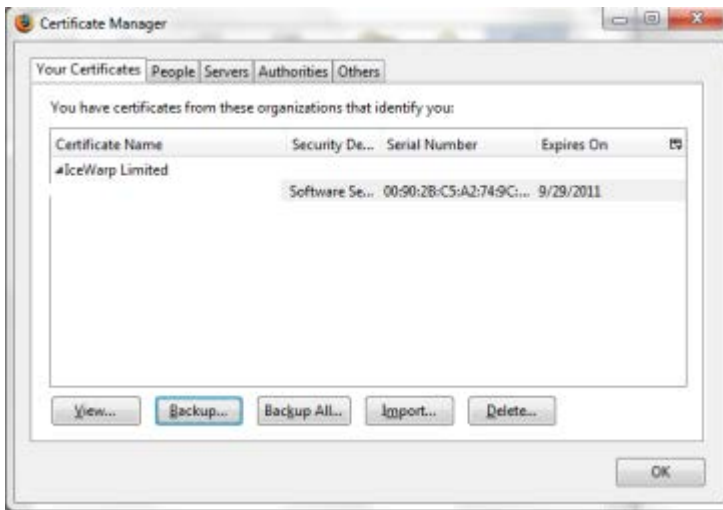 Certificate Manager
Your Certificates People Servers Authorities Others
You have certificates from these organizations that identify you:
Certificate Name Security De... Serial Number Expires On
IceWarp Limited
Software Se... 00:90:2B:C5:A2:74:9C:... 9/29/2011
View... Backup... Backup All... Import... Delete...
OK